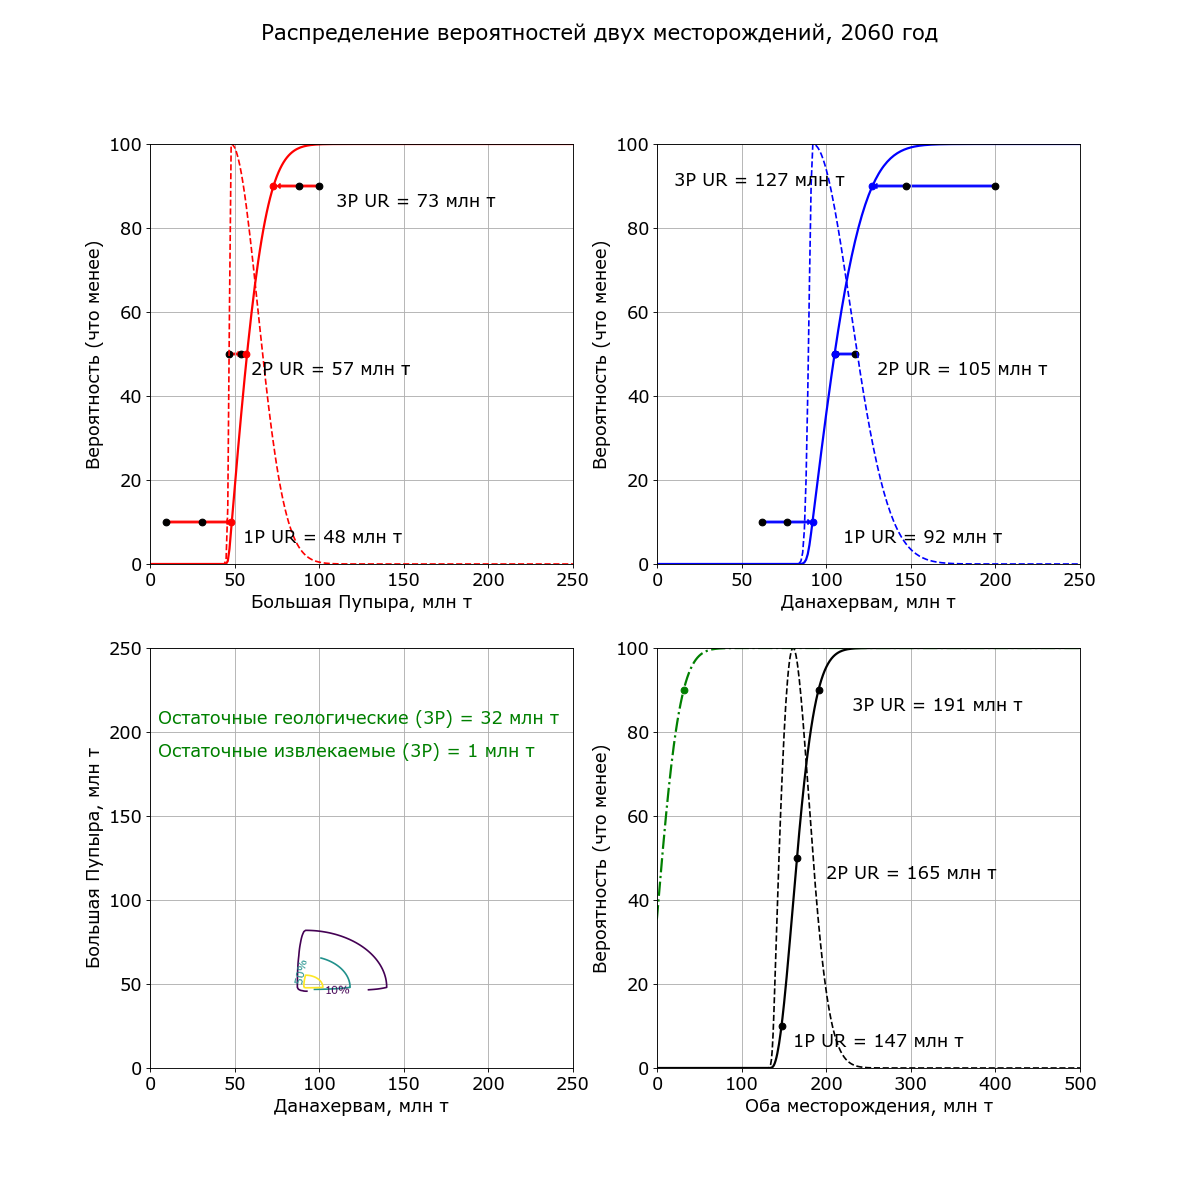 Распределение вероятностей двух месторождений, 2060 год
100
80
60
40
20
0
Вероятность (что менее)
3P UR = 73 млн т
2P UR = 57 млн т
1P UR = 48 млн т
0 50 100 150 200 250
Большая Пупыра, млн т
100
80
60
40
20
0
Вероятность (что менее)
3P UR = 127 млн т
2P UR = 105 млн т
1P UR = 92 млн т
0 50 100 150 200 250
Данахервам, млн т
250
200
150
100
50
0
Большая Пупыра, млн т
Остаточные геологические (3P) = 32 млн т
Остаточные извлекаемые (3P) = 1 млн т
50%
10%
0 50 100 150 200 250
Данахервам, млн т
100
80
60
40
20
0
Вероятность (что менее)
3P UR = 191 млн т
2P UR = 165 млн т
1P UR = 147 млн т
0 100 200 300 400 500
Оба месторождения, млн т